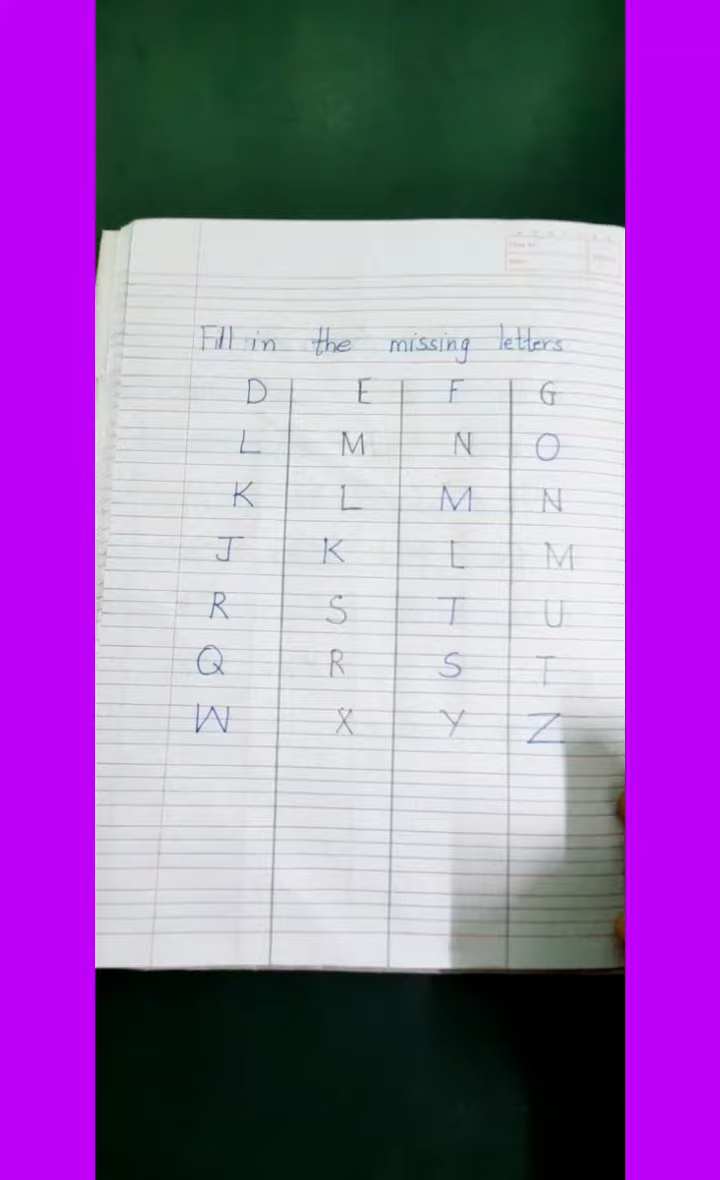 Fill in the missing letters
D E F G
L M N O
K L M N
J K L M
R S T U
Q R S T
W X Y Z